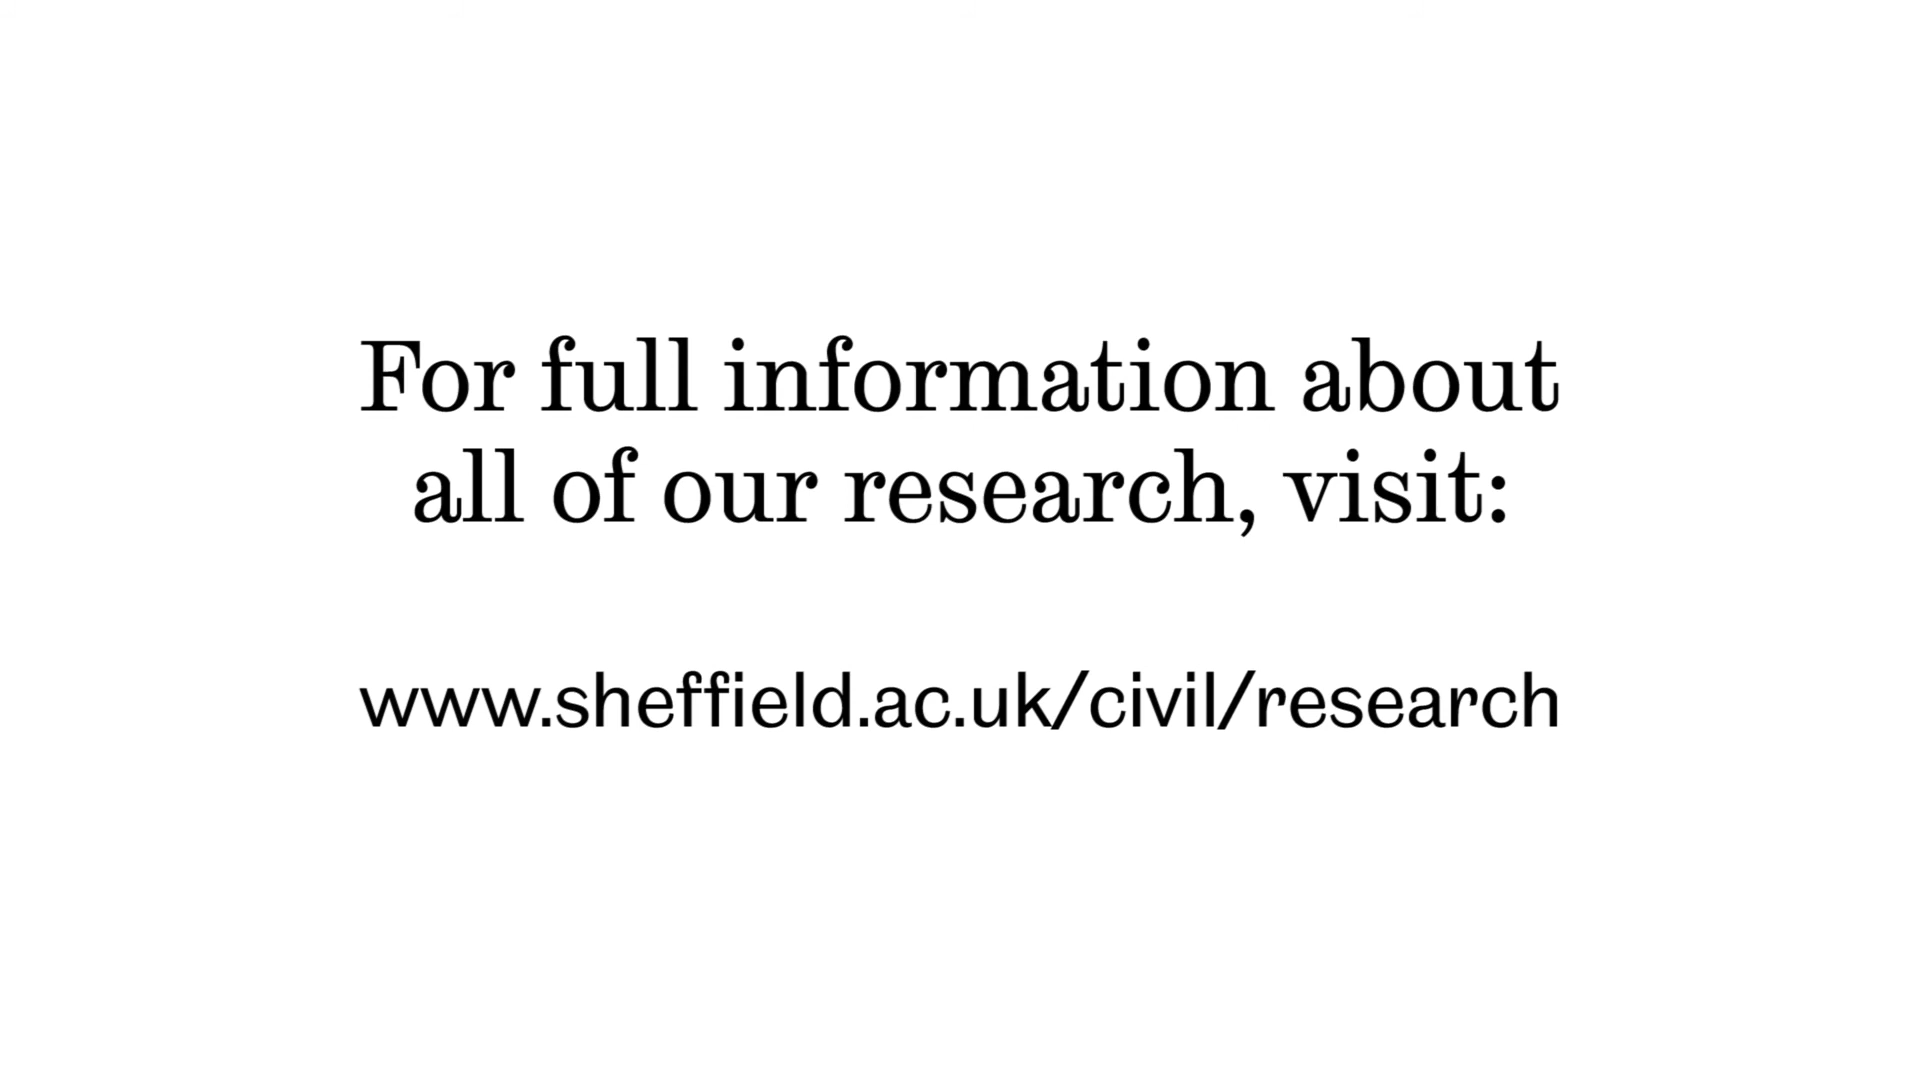 For full information about
all of our research, visit:
www.sheffield.ac.uk/civil/research